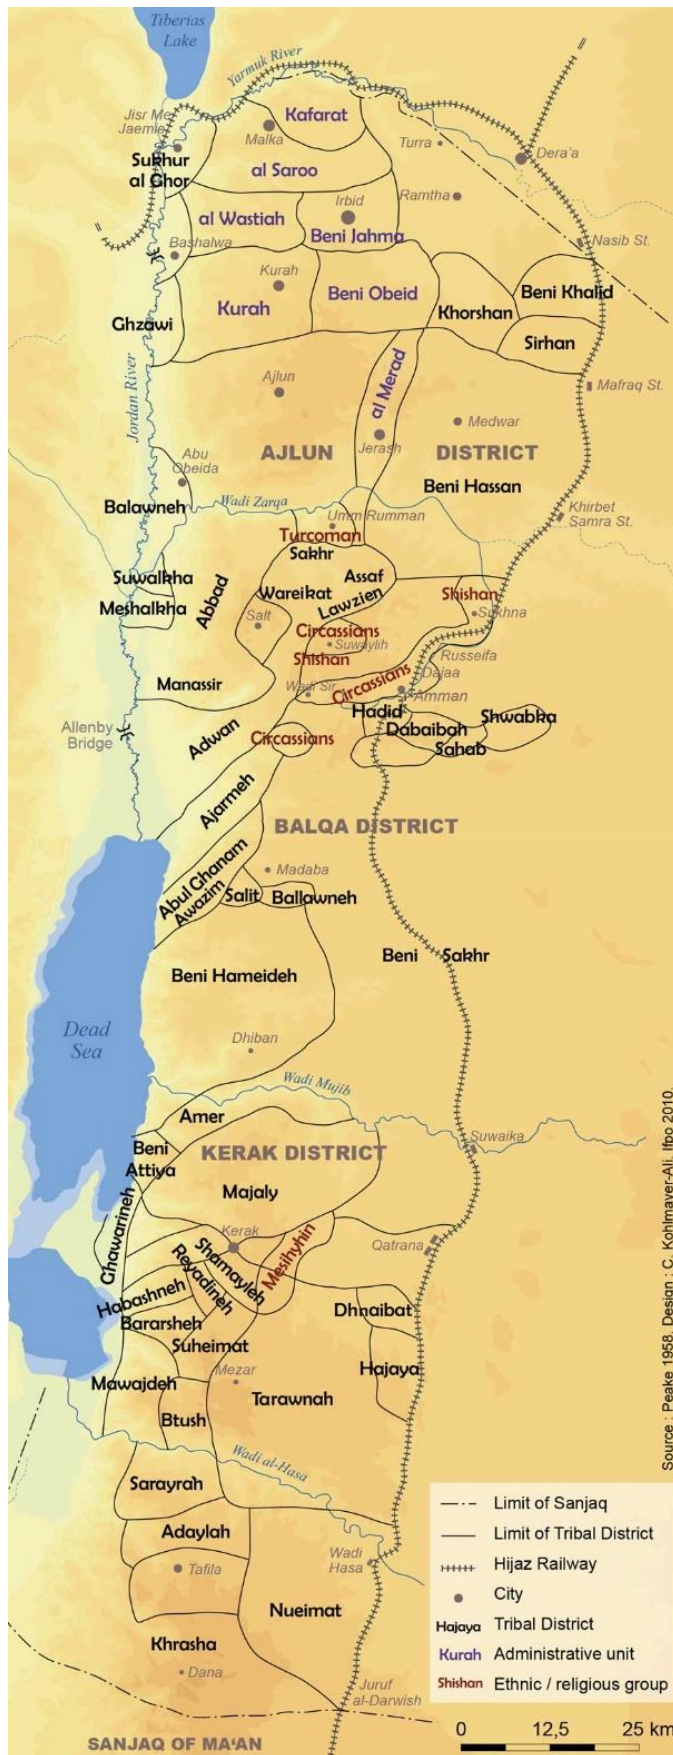 Tiberias
Lake
Yarmuk River
Jisr Me
Jaemie
Kafarat
Malka
Turra
Dera'a
Sukhur
al Ghor
al Saroo
Ramtha
al Wastiah
Irbid
Beni Jahma
Nasib St.
Bashalwa
Kurah
Kurah
Beni Obeid
Beni Khalid
Khorshan
Ghzawi
Sirhan
Jordan River
Ajlun
al Merad
Mafraq St.
Medwar
Jerash
AJLUN
DISTRICT
Abu
Obeida
Beni Hassan
Balawneh
Wadi Zarqa
Umm Rumman
Khirbet
Samra St.
Turcoman
Sakhr
Suwalkha
Meshalkha
Abbad
Assaf
Wareikat
Lawzien
Shishan
Sukhna
Salt
Circassians
Suwaylih
Shishan
Russeifa
Dajaa
Manassir
Wadi Sir
Circassians
Amman
Hadid
Shwabka
Dabaibah
Sahab
Allenby
Bridge
Adwan
Circassians
Ajarmeh
BALQA DISTRICT
Abul Ghanam
Awazim
Madaba
Salit
Ballawneh
Beni
Sakhr
Beni Hameideh
Dead
Sea
Dhiban
Wadi Mujib
Amer
Suwaika
Beni
Attiya
KERAK DISTRICT
Majaly
Ghawarineh
Kerak
Qatrana
Shamayleh
Mesihyhin
Reyadineh
Habashneh
Dhnaibat
Bararsheh
Suheimat
Hajaya
Mezar
Mawajdeh
Tarawnah
Btush
Wadi al-Hasa
Sarayrah
Adaylah
Wadi
Hasa
Tafila
Nueimat
Khrasha
Dana
Juruf
al-Darwish
SANJAQ OF MA'AN
Limit of Sanjaq
Limit of Tribal District
Hijaz Railway
City
Hajaya Tribal District
Kurah Administrative unit
Shishan Ethnic / religious group
0 12,5 25 km
Source : Peake 1958. Design : C. Kohlmayer-Ali. Ifpo 2010.